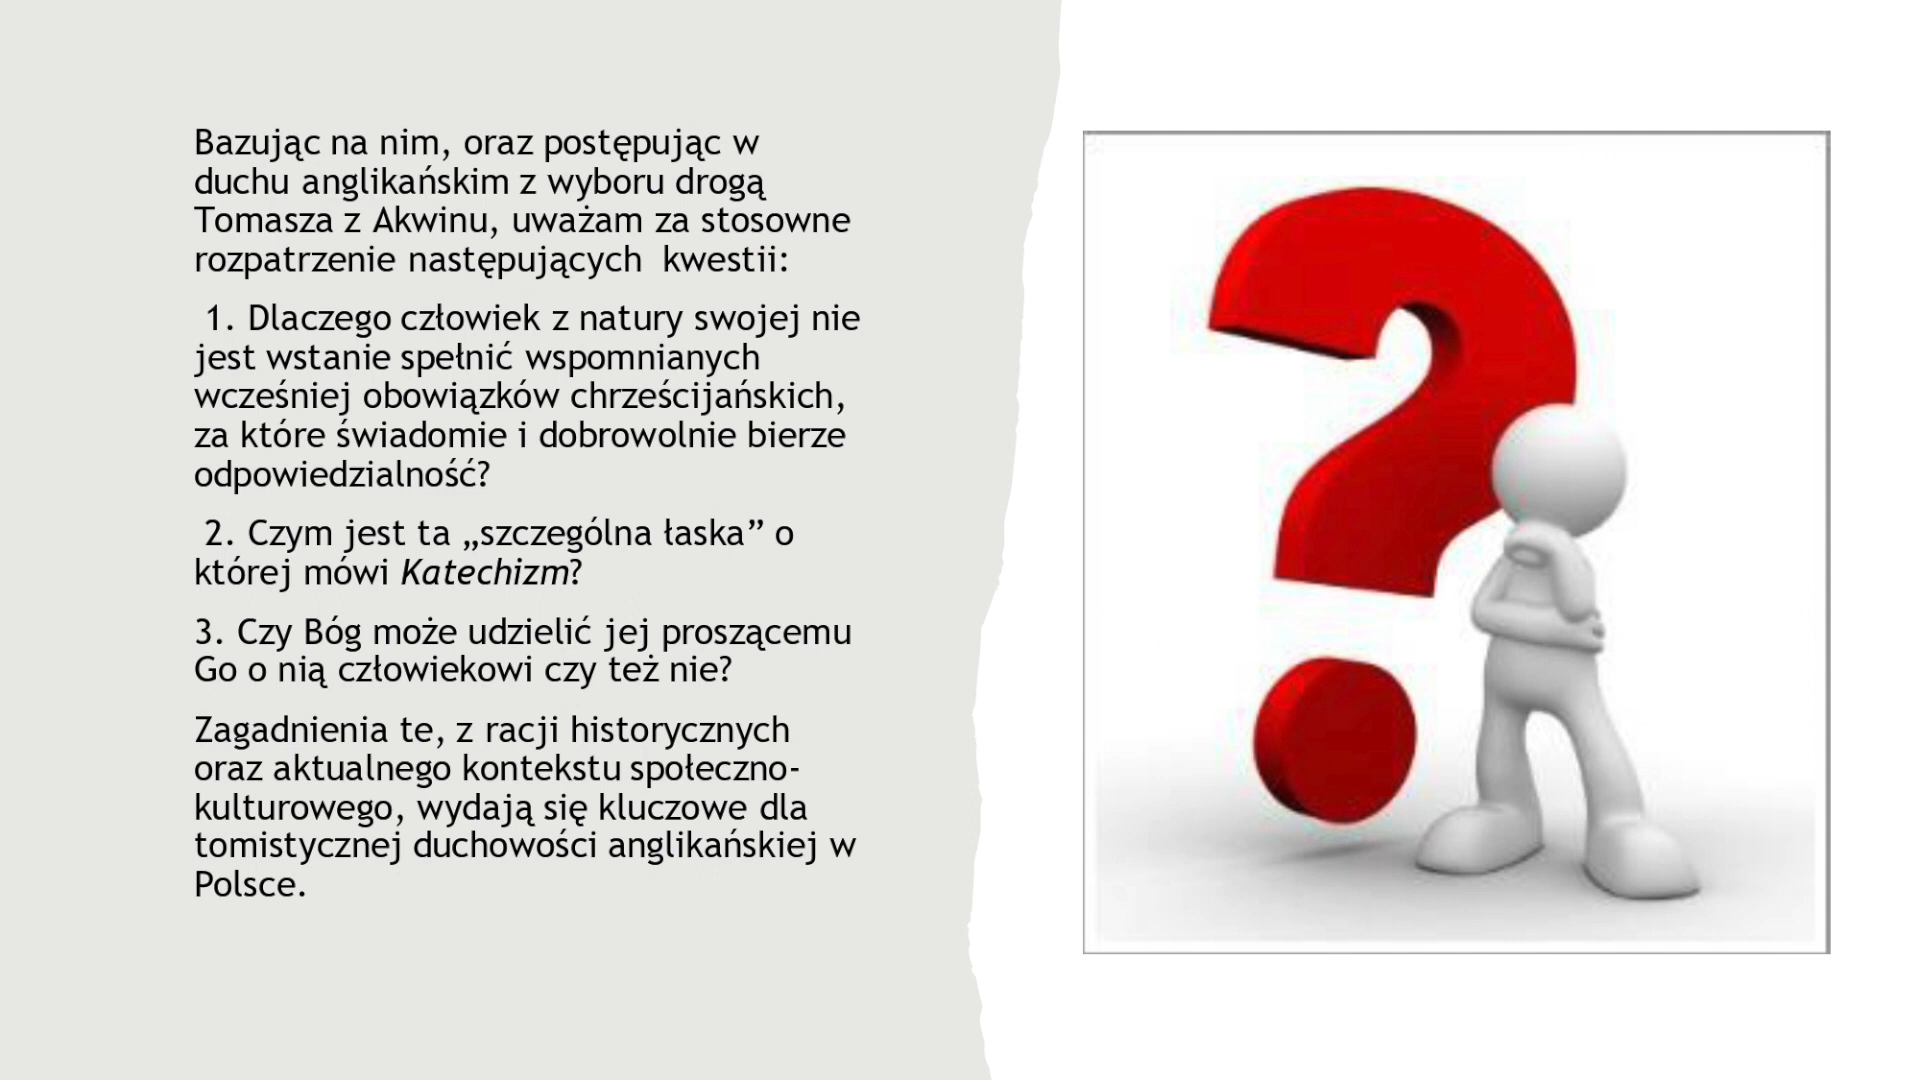 Bazując na nim, oraz postępując w
duchu anglikańskim z wyboru drogą
Tomasza z Akwinu, uważam za stosowne
rozpatrzenie następujących kwestii:
1. Dlaczego człowiek z natury swojej nie
jest wstanie spełnić wspomnianych
wcześniej obowiązków chrześcijańskich,
za które świadomie i dobrowolnie bierze
odpowiedzialność?
2. Czym jest ta „szczególna łaska” o
której mówi Katechizm?
3. Czy Bóg może udzielić jej proszącemu
Go o nią człowiekowi czy też nie?
Zagadnienia te, z racji historycznych
oraz aktualnego kontekstu społeczno-
kulturowego, wydają się kluczowe dla
tomistycznej duchowości anglikańskiej w
Polsce.